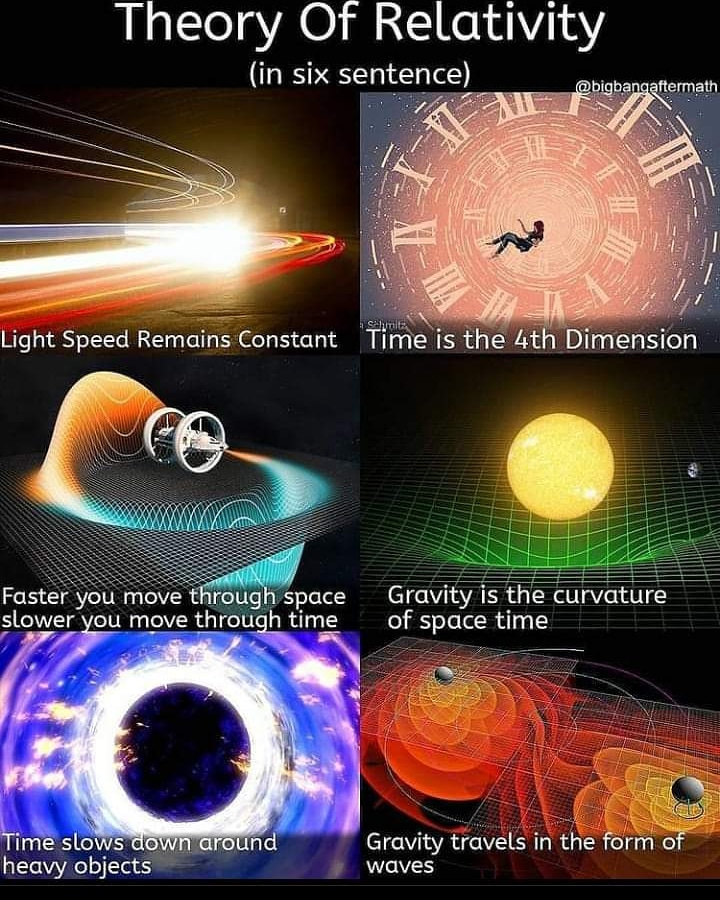 Theory Of Relativity
(in six sentence)
@bigbangaftermath
Light Speed Remains Constant
Schmitz
Time is the 4th Dimension
Faster you move through space
slower you move through time
Gravity is the curvature
of space time
Time slows down around
heavy objects
Gravity travels in the form of
waves